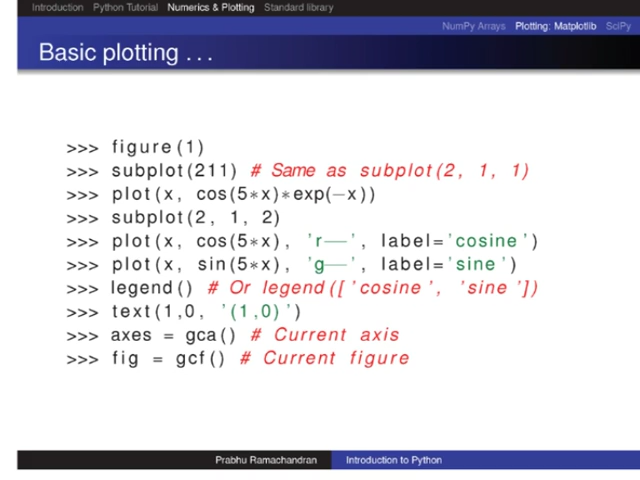 Introduction Python Tutorial Numerics & Plotting Standard library
NumPy Arrays Plotting: Matplotlib SciPy
Basic plotting ...
>>> figure(1)
>>> subplot(211) # Same as subplot(2, 1, 1)
>>> plot(x, cos(5*x)*exp(−x))
>>> subplot(2, 1, 2)
>>> plot(x, cos(5*x), 'r—', label='cosine')
>>> plot(x, sin(5*x), 'g—', label='sine')
>>> legend() # Or legend(['cosine', 'sine'])
>>> text(1,0, '(1,0)')
>>> axes = gca() # Current axis
>>> fig = gcf() # Current figure
Prabhu Ramachandran Introduction to Python